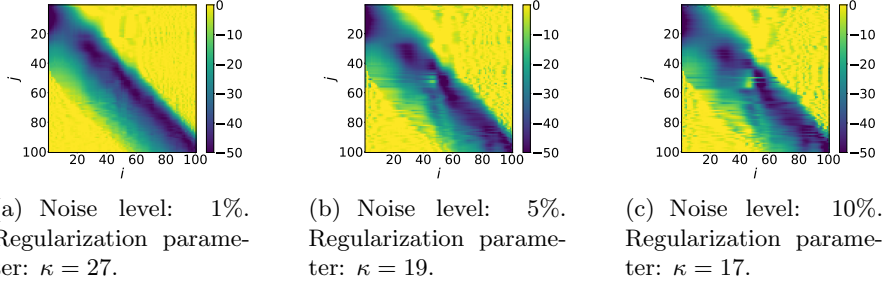 0
0
0
20
40
60
80
100
j
20 40 60 80 100
i
−10
−20
−30
−40
−50
20
40
60
80
100
j
20 40 60 80 100
i
−10
−20
−30
−40
−50
20
40
60
80
100
j
20 40 60 80 100
i
−10
−20
−30
−40
−50
a) Noise level: 1%.
Regularization parame-
ter: κ = 27.
(b) Noise level: 5%.
Regularization parame-
ter: κ = 19.
(c) Noise level: 10%.
Regularization parame-
ter: κ = 17.